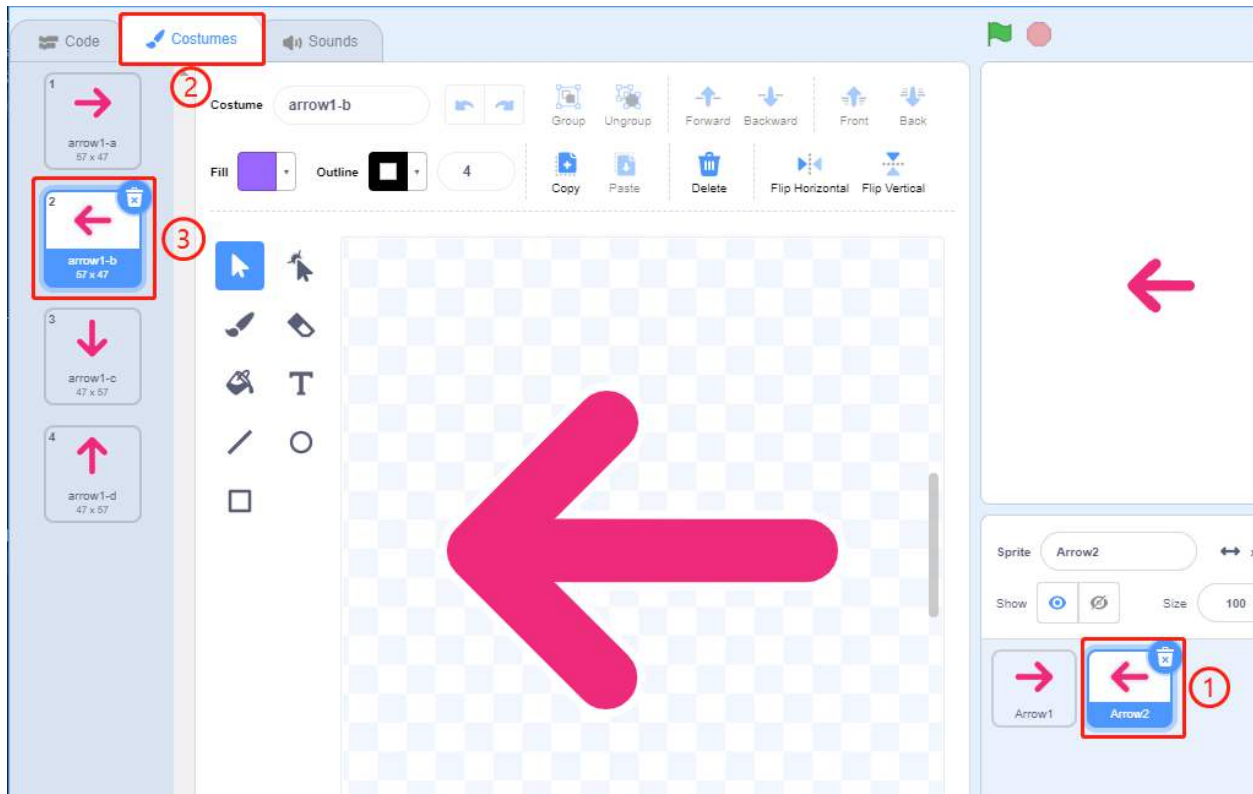 Code
Costumes
Sounds
②
1
arrow1-a
57 x 47
2
arrow1-b
57 x 47
③
3
arrow1-c
47 x 57
4
arrow1-d
47 x 57
Costume
arrow1-b
Group
Ungroup
Forward
Backward
Front
Back
Fill
Outline
4
Copy
Paste
Delete
Flip Horizontal
Flip Vertical
T
Sprite
Arrow2
Show
Size
100
Arrow1
Arrow2
①